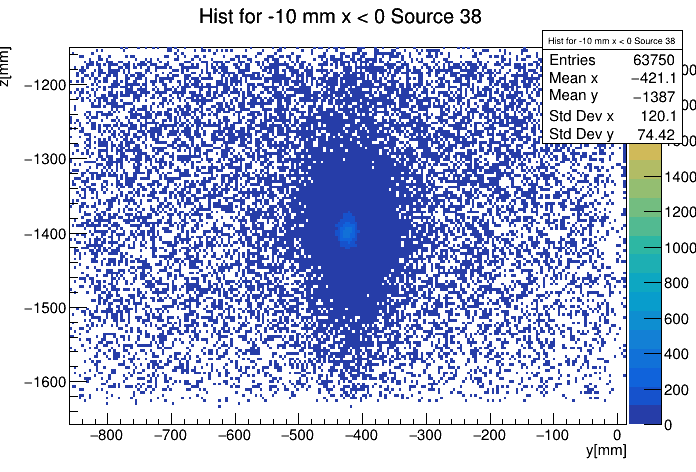 Hist for -10 mm x < 0 Source 38
Hist for -10 mm x < 0 Source 38
Entries 63750
Mean x −421.1
Mean y −1387
Std Dev x 120.1
Std Dev y 74.42
z[mm]
−1200
−1300
−1400
−1500
−1600
1400
1200
1000
800
600
400
200
0
−800 −700 −600 −500 −400 −300 −200 −100 0
y[mm]